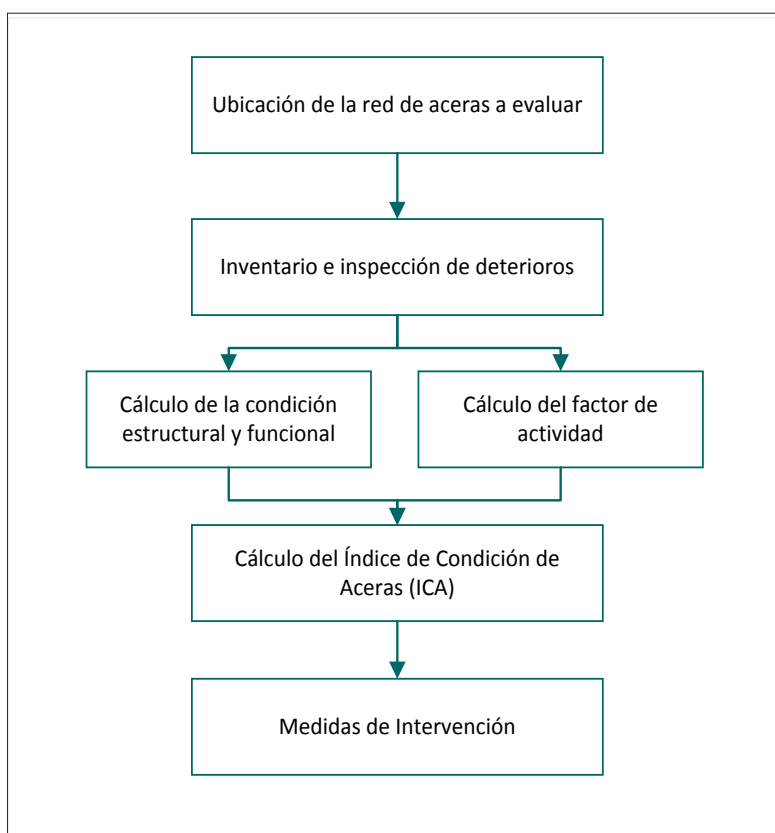 Ubicación de la red de aceras a evaluar
Inventario e inspección de deterioros
Cálculo de la condición
estructural y funcional
Cálculo del factor de
actividad
Cálculo del Índice de Condición de
Aceras (ICA)
Medidas de Intervención